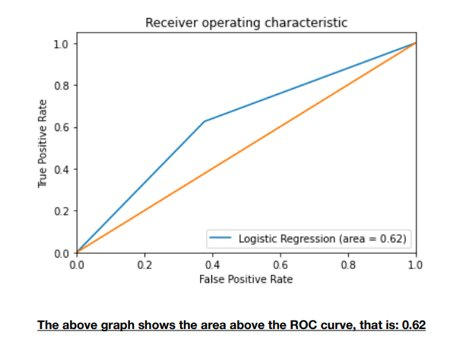 Receiver operating characteristic
1.0
0.8
0.6
0.4
0.2
0.0
True Positive Rate
Logistic Regression (area = 0.62)
0.0 0.2 0.4 0.6 0.8 1.0
False Positive Rate
The above graph shows the area above the ROC curve, that is: 0.62